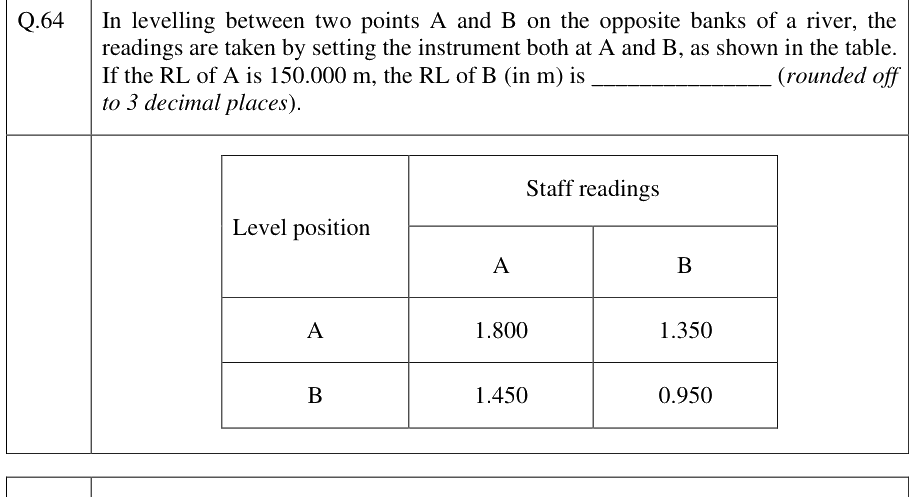 Q.64
In levelling between two points A and B on the opposite banks of a river, the
readings are taken by setting the instrument both at A and B, as shown in the table.
If the RL of A is 150.000 m, the RL of B (in m) is _______________ (rounded off
to 3 decimal places).
Level position
Staff readings
A B
A 1.800 1.350
B 1.450 0.950